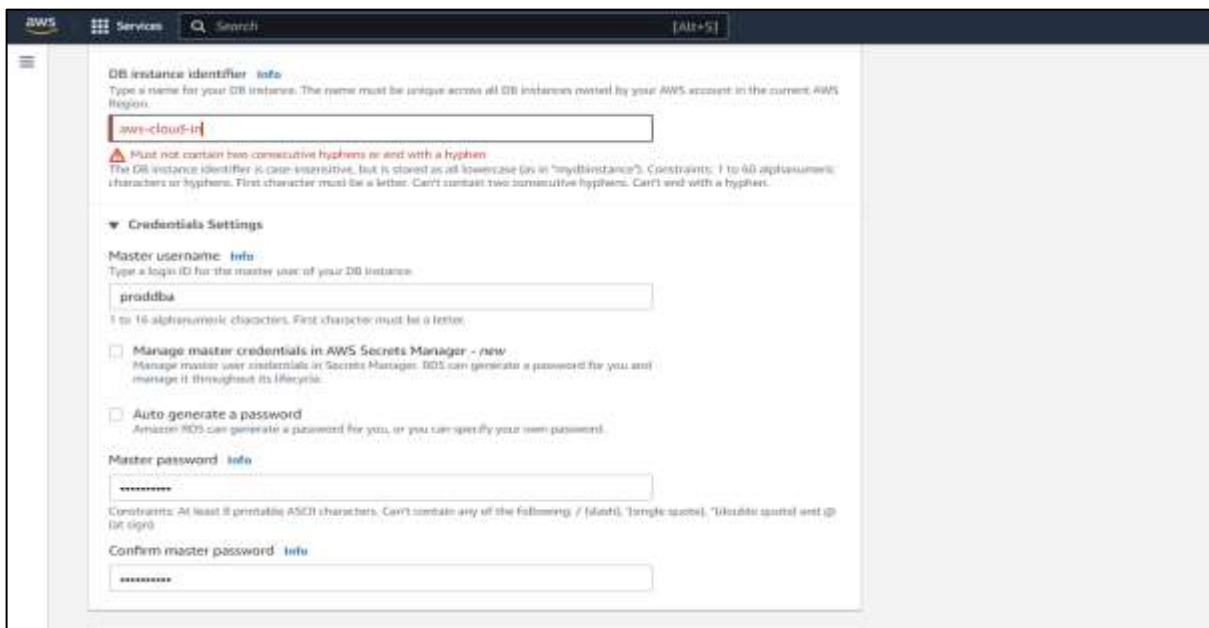 aws
Services
Search
[Alt+S]
DB instance identifier Info
Type a name for your DB instance. The name must be unique across all DB instances owned by your AWS account in the current AWS
Region.
aws-cloud-in
Must not contain two consecutive hyphens or end with a hyphen
The DB instance identifier is case-insensitive, but is stored as all lowercase (as in "mydbinstance"). Constraints: 1 to 60 alphanumeric
characters or hyphens. First character must be a letter. Can't contain two consecutive hyphens. Can't end with a hyphen.
Credentials Settings
Master username Info
Type a login ID for the master user of your DB instance.
proddba
1 to 16 alphanumeric characters. First character must be a letter.
Manage master credentials in AWS Secrets Manager - new
Manage master user credentials in Secrets Manager. RDS can generate a password for you and
manage it throughout its lifecycle.
Auto generate a password
Amazon RDS can generate a password for you, or you can specify your own password.
Master password Info
••••••••••
Constraints: At least 8 printable ASCII characters. Can't contain any of the following: / (slash), '(single quote), "(double quote) and @
(at sign).
Confirm master password Info
••••••••••